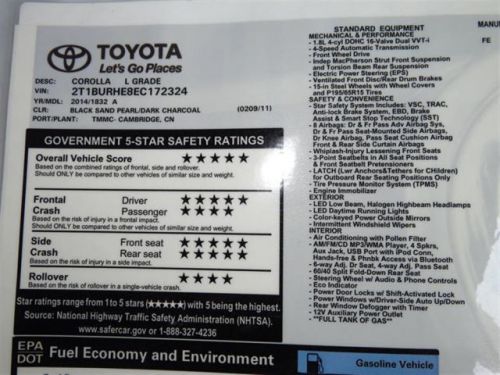 TOYOTA
Let's Go Places
DESC: COROLLA L GRADE
VIN: 2T1BURHE8EC172324
YR/MDL: 2014/1832 A
CLR: BLACK SAND PEARL/DARK CHARCOAL (0209/11)
PORT/PLANT: TMMC- CAMBRIDGE, CN
GOVERNMENT 5-STAR SAFETY RATINGS
Overall Vehicle Score ★★★★★
Based on the combined ratings of frontal, side and rollover.
Should ONLY be compared to other vehicles of similar size and weight.
Frontal Driver ★★★★★
Crash Passenger ★★★★
Based on the risk of injury in a frontal impact.
Should ONLY be compared to other vehicles of similar size and weight.
Side Front seat ★★★★★
Crash Rear seat ★★★★★
Based on the risk of injury in a side impact.
Rollover ★★★★
Based on the risk of rollover in a single-vehicle crash.
Star ratings range from 1 to 5 stars (★★★★★) with 5 being the highest.
Source: National Highway Traffic Safety Administration (NHTSA).
www.safercar.gov or 1-888-327-4236
EPA
DOT
Fuel Economy and Environment
Gasoline Vehicle
STANDARD EQUIPMENT
MECHANICAL & PERFORMANCE
- 1.8L 4-cyl DOHC 16-Valve Dual VVT-i
- 4-Speed Automatic Transmission
- Front Wheel Drive
- Indep MacPherson Strut Front Suspension
and Torsion Beam Rear Suspension
- Electric Power Steering (EPS)
- Ventilated Front Disc/Rear Drum Brakes
- 15-in Steel Wheels w/Covers
and P195/65R15 Tires
SAFETY & CONVENIENCE
- Star Safety System Includes: VSC, TRAC,
Anti-lock Brake System, EBD, Brake
Assist & Smart Stop Technology (SST)
- 8 Airbags: Dr & Fr Pass Adv Airbag Sys,
Dr & Fr Pass Seat-Mounted Side Airbags,
Dr Knee Airbag, Pass Seat Cushion Airbag
Front & Rear Side Curtain Airbags
- Whiplash-Injury Lessening Front Seats
- 3-Point Seatbelts in All Seat Positions
& Front Seatbelt Pretensioners
- LATCH (Lwr Anchors&Tethers for CHildren)
for Outboard Rear Seating Positions Only
- Tire Pressure Monitor System (TPMS)
- Engine Immobilizer
EXTERIOR
- LED Low Beam, Halogen Highbeam Headlamps
- LED Daytime Running Lights
- Color-keyed Power Outside Mirrors
- Intermittent Windshield Wipers
INTERIOR
- Air Conditioning with Pollen Filter
- AM/FM/CD MP3/WMA Player, 4 Spkrs,
Aux Jack, USB Port with iPod Conn,
Hands-free & Phnbk Access via Bluetooth
- 6-way Adj. Dr Seat, 4-way Adj. Pass Seat
- 60/40 Split Fold-Down Rear Seat
- Steering Wheel w/ Audio & Phone Controls
- Eco Indicator
- Power Door Locks w/ Shift-Activated Lock
- Power Windows w/Driver-Side Auto Up/Down
- Rear Window Defogger with Timer
- 12V Auxiliary Power Outlet
- **FULL TANK OF GAS**
MANU
FE